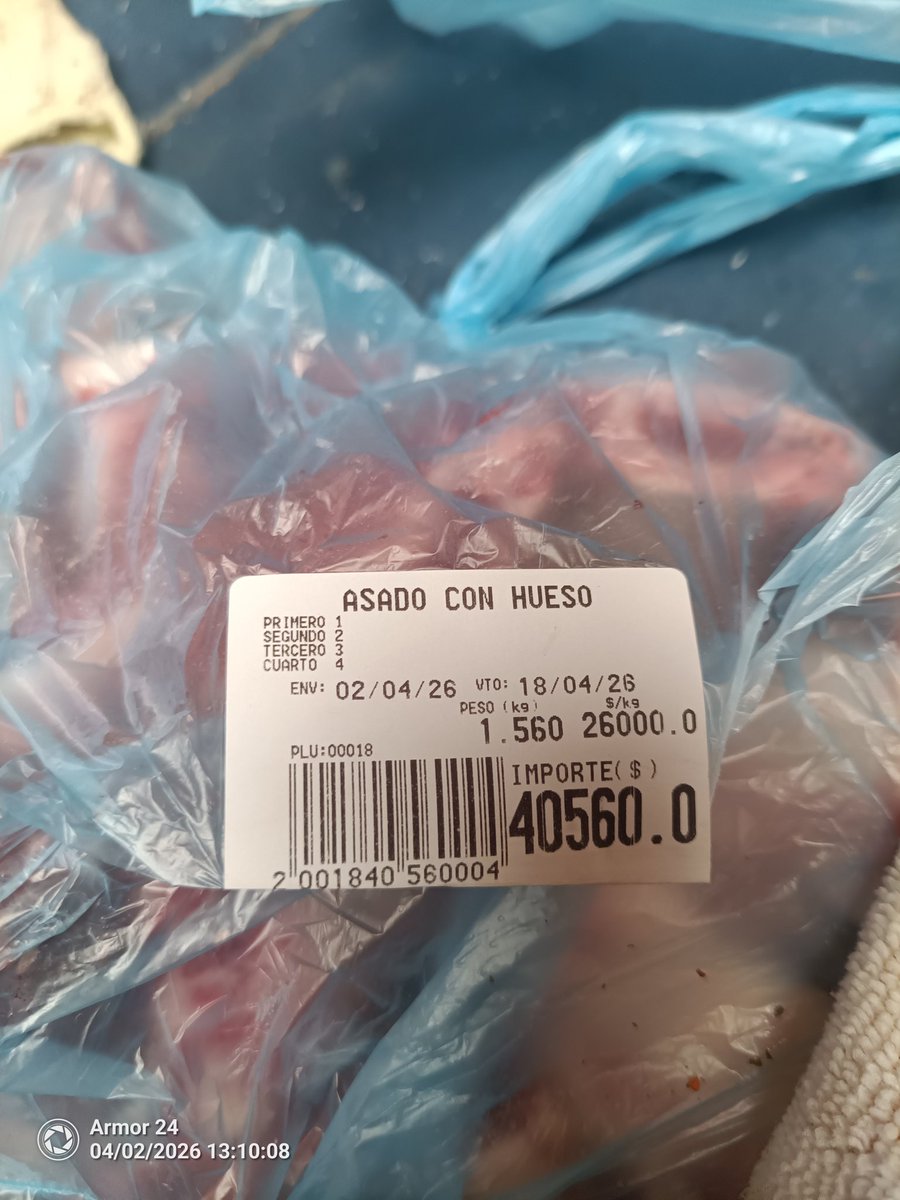 ASADO CON HUESO
PRIMERO 1
SEGUNDO 2
TERCERO 3
CUARTO 4
ENV: 02/04/26 VTO: 18/04/26
PESO (kg) $/kg
1.560 26000.0
PLU:00018
IMPORTE($)
40560.0
2 001840 560004
Armor 24
04/02/2026 13:10:08